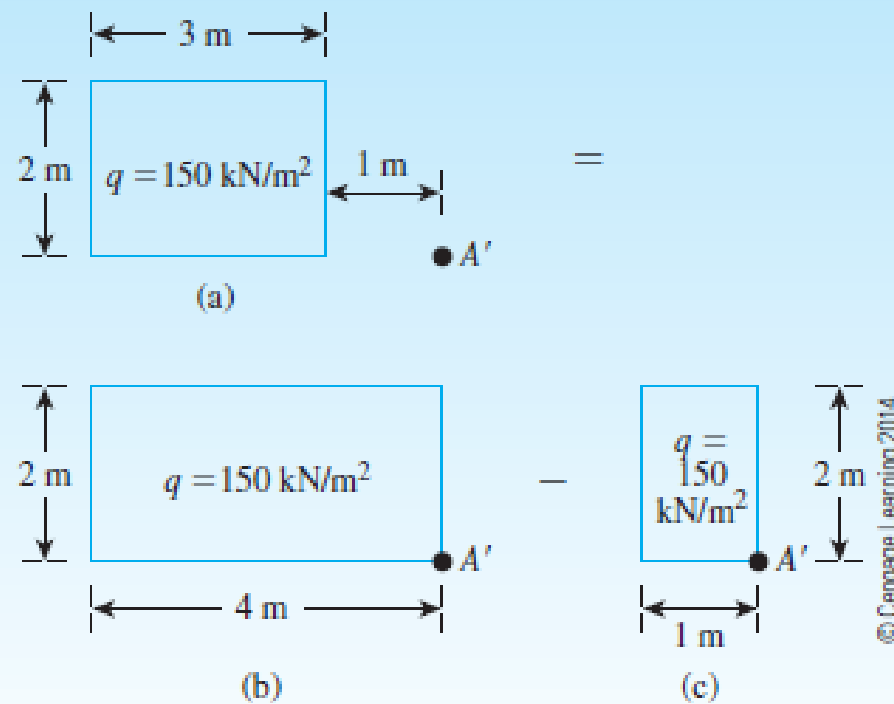 3 m
2 m
q = 150 kN/m²
1 m
=
A′
(a)
2 m
q = 150 kN/m²
A′
4 m
(b)
−
q =
150
kN/m²
2 m
A′
1 m
(c)
© Cengage Learning 2014